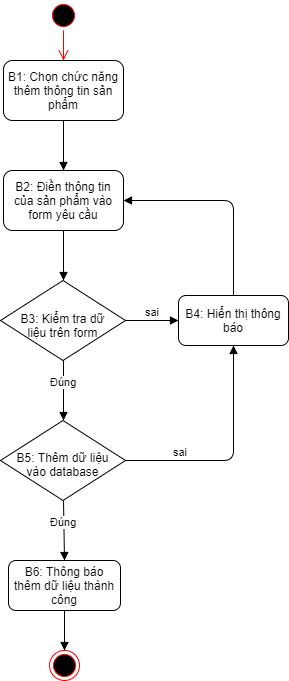 B1: Chọn chức năng
thêm thông tin sản
phẩm
B2: Điền thông tin
của sản phẩm vào
form yêu cầu
B3: Kiểm tra dữ
liệu trên form
sai
B4: Hiển thị thông
báo
Đúng
B5: Thêm dữ liệu
vào database
sai
Đúng
B6: Thông báo
thêm dữ liệu thành
công